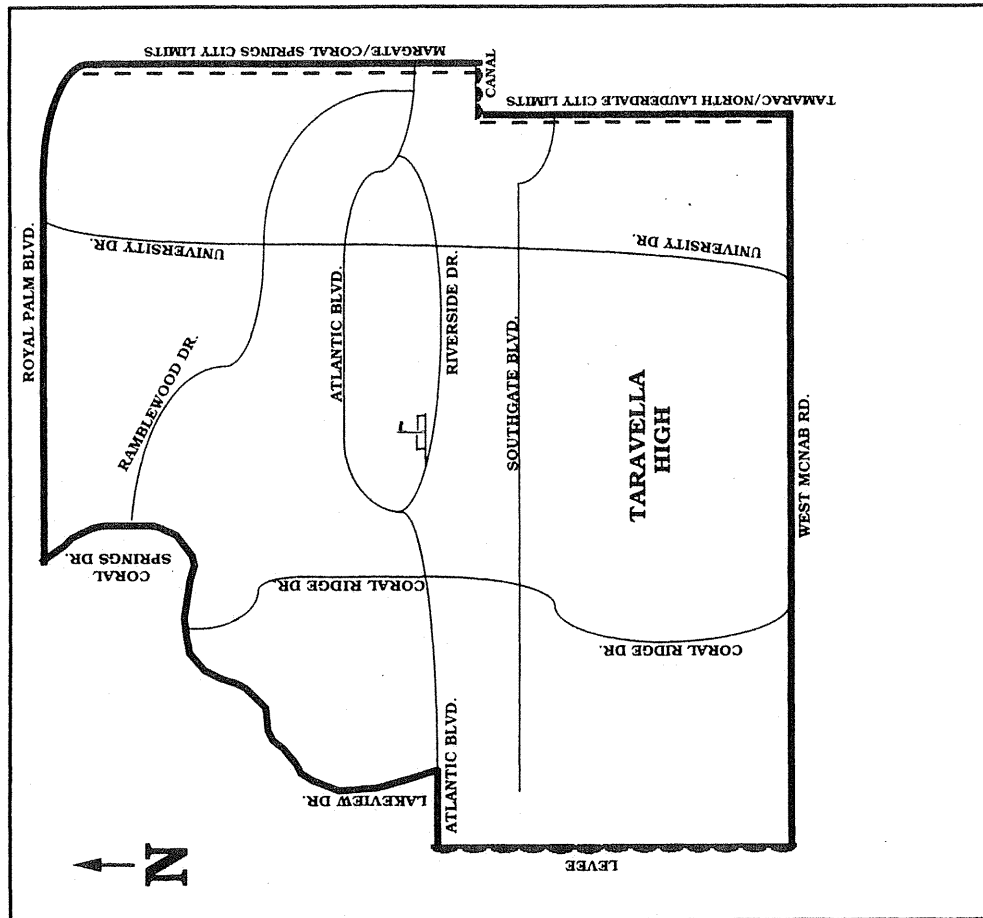 MARGATE/CORAL SPRINGS CITY LIMITS
CANAL
TAMARAC/NORTH LAUDERDALE CITY LIMITS
ROYAL PALM BLVD.
UNIVERSITY DR.
UNIVERSITY DR.
RAMBLEWOOD DR.
ATLANTIC BLVD.
RIVERSIDE DR.
SOUTHGATE BLVD.
TARAVELLA
HIGH
WEST MCNAB RD.
CORAL
SPRINGS DR.
CORAL RIDGE DR.
CORAL RIDGE DR.
LAKEVIEW DR.
ATLANTIC BLVD.
LEVEE
N